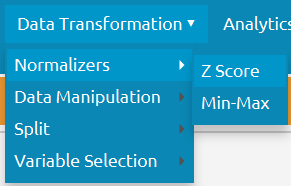 Data Transformation
Analytics
Normalizers
Z Score
Data Manipulation
Min-Max
Split
Variable Selection